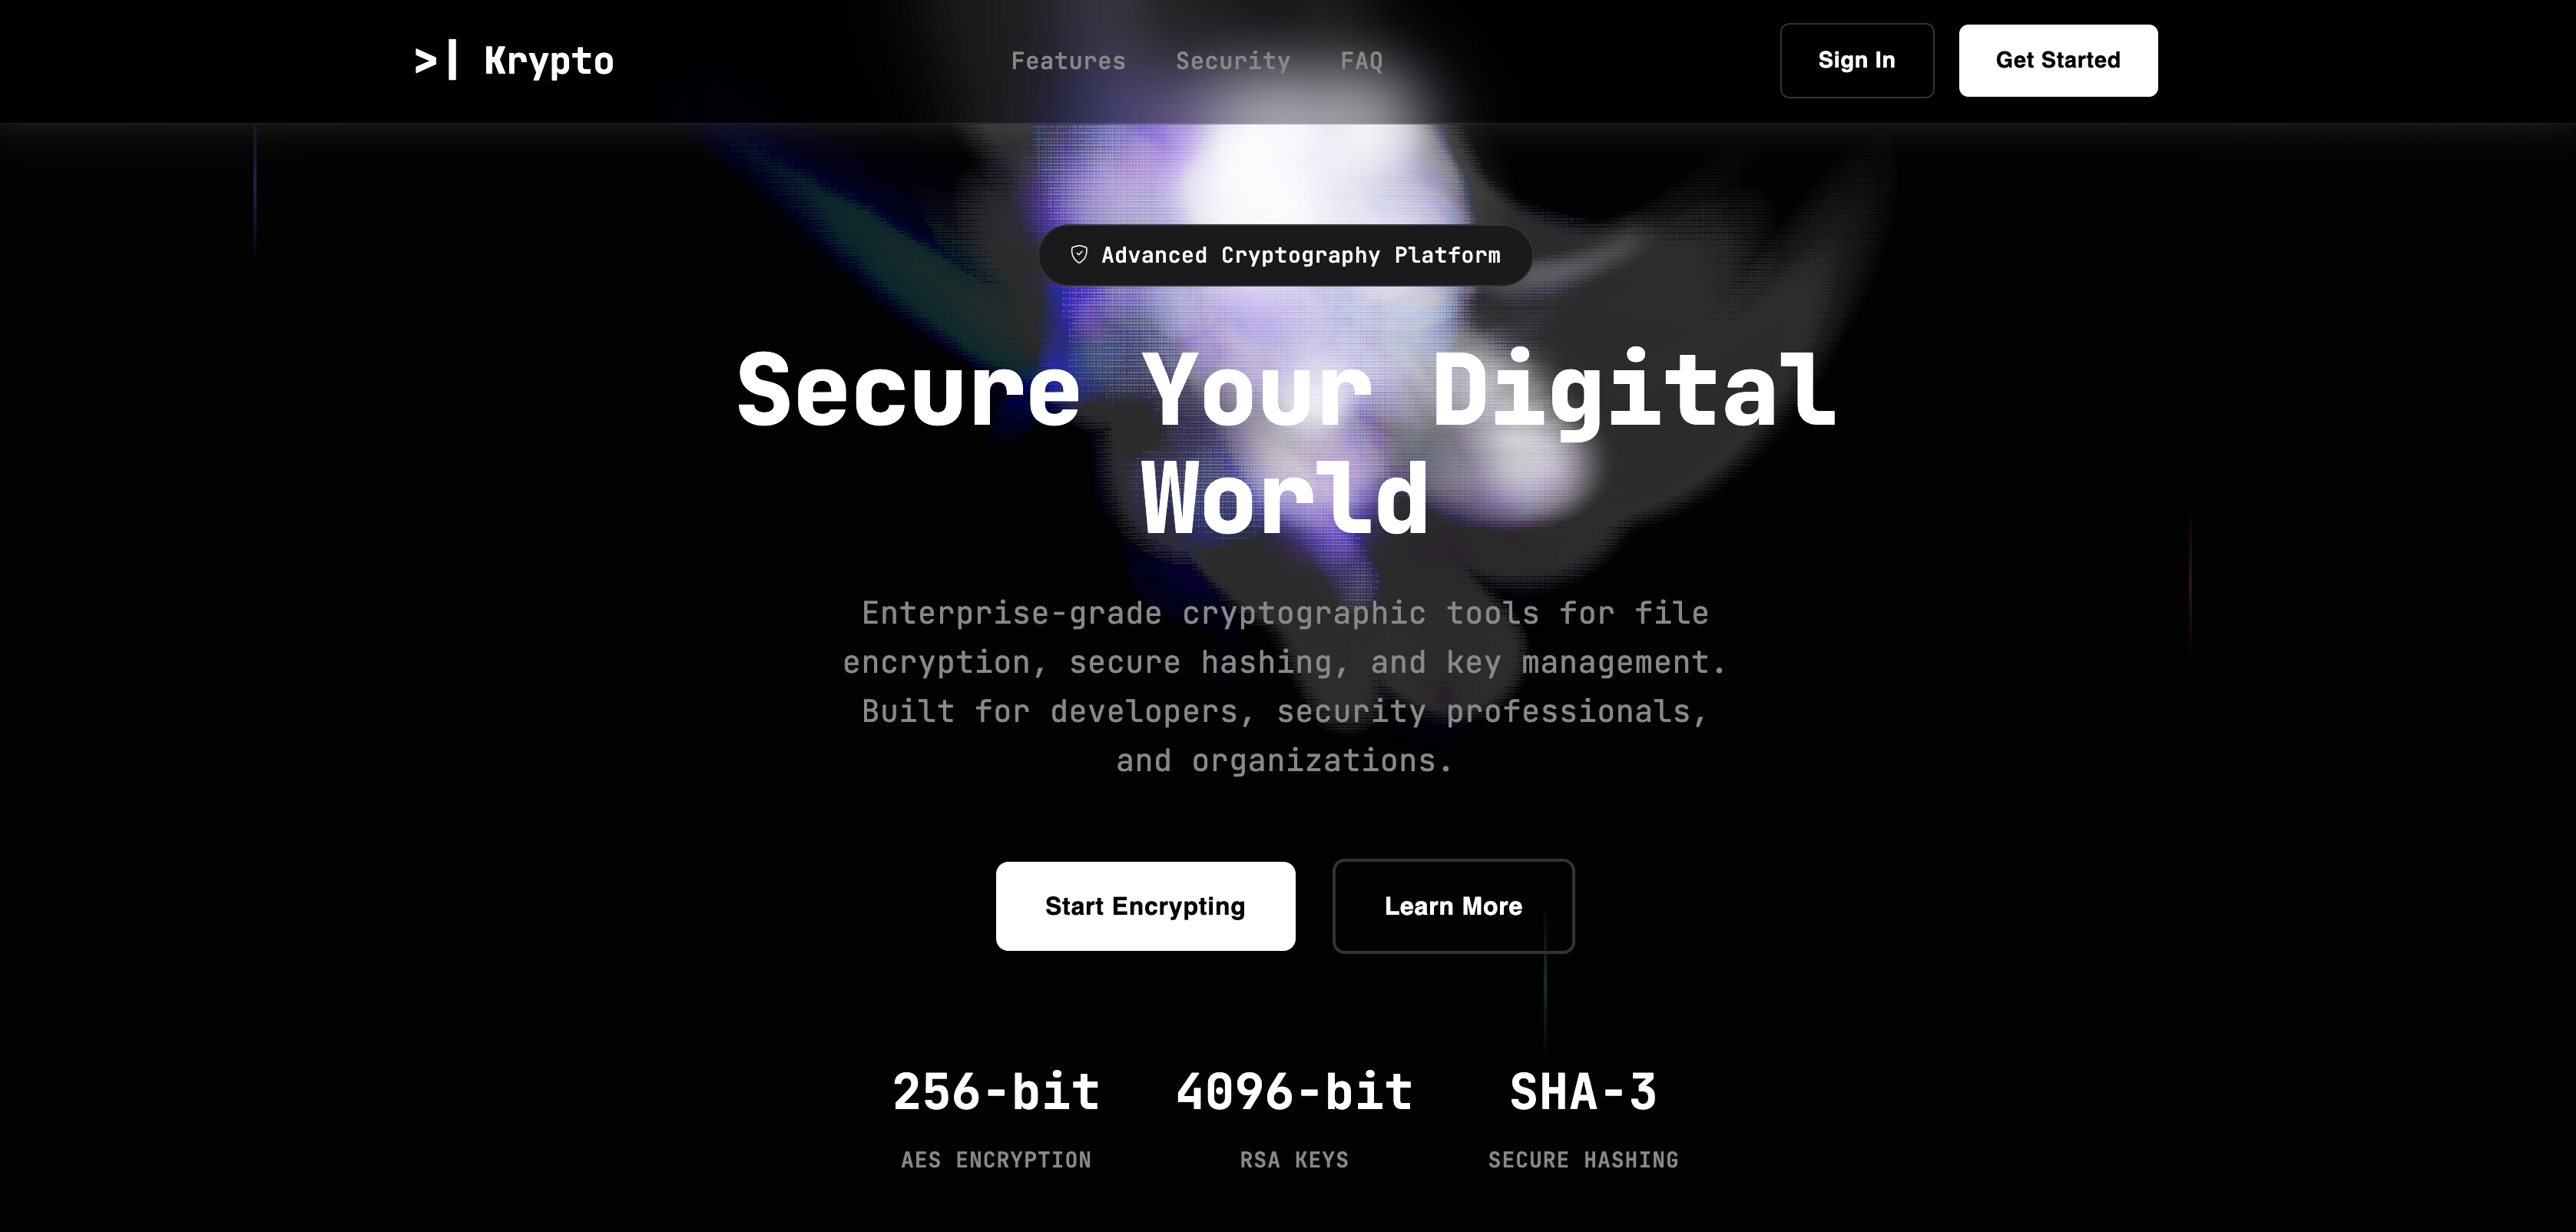 >| Krypto
Features Security FAQ
Sign In Get Started
Advanced Cryptography Platform
Secure Your Digital
World
Enterprise-grade cryptographic tools for file
encryption, secure hashing, and key management.
Built for developers, security professionals,
and organizations.
Start Encrypting Learn More
256-bit 4096-bit SHA-3
AES ENCRYPTION RSA KEYS SECURE HASHING